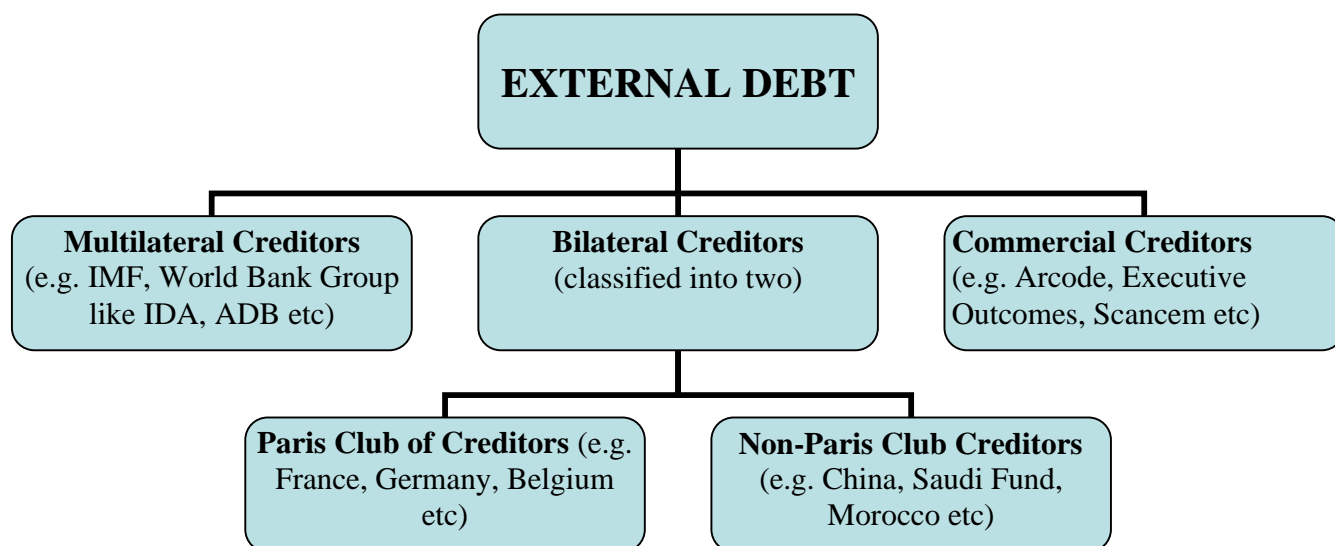 EXTERNAL DEBT
Multilateral Creditors
(e.g. IMF, World Bank Group
like IDA, ADB etc)
Bilateral Creditors
(classified into two)
Commercial Creditors
(e.g. Arcode, Executive
Outcomes, Scancem etc)
Paris Club of Creditors (e.g.
France, Germany, Belgium
etc)
Non-Paris Club Creditors
(e.g. China, Saudi Fund,
Morocco etc)